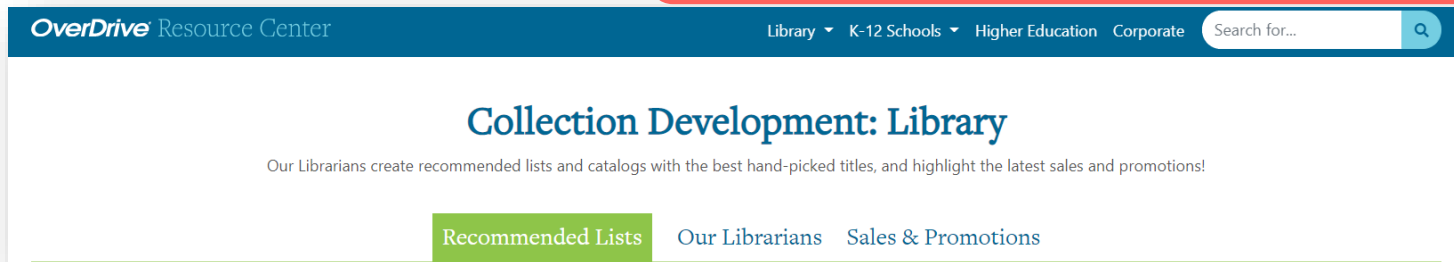 OverDrive Resource Center
Library K-12 Schools Higher Education Corporate Search for...
Collection Development: Library
Our Librarians create recommended lists and catalogs with the best hand-picked titles, and highlight the latest sales and promotions!
Recommended Lists Our Librarians Sales & Promotions